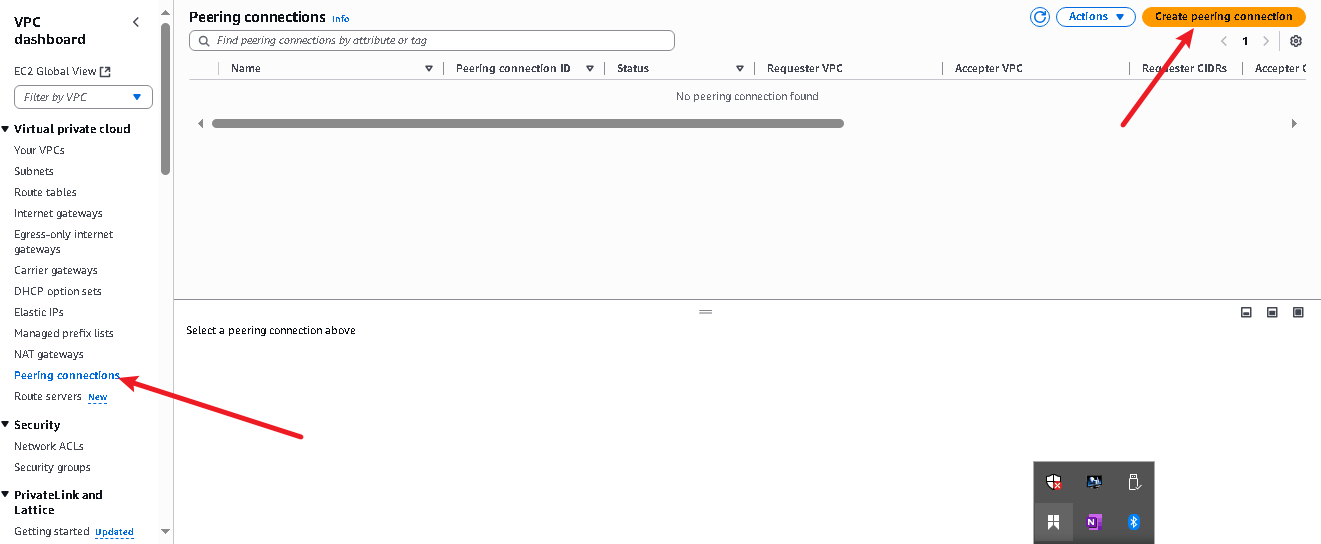 VPC
dashboard
EC2 Global View
Filter by VPC
Virtual private cloud
Your VPCs
Subnets
Route tables
Internet gateways
Egress-only internet
gateways
Carrier gateways
DHCP option sets
Elastic IPs
Managed prefix lists
NAT gateways
Peering connections
Route servers New
Security
Network ACLs
Security groups
PrivateLink and
Lattice
Getting started Updated
Peering connections Info
Actions
Create peering connection
Find peering connections by attribute or tag
1
Name Peering connection ID Status Requester VPC Accepter VPC Requester CIDRs Accepter C
No peering connection found
Select a peering connection above
N